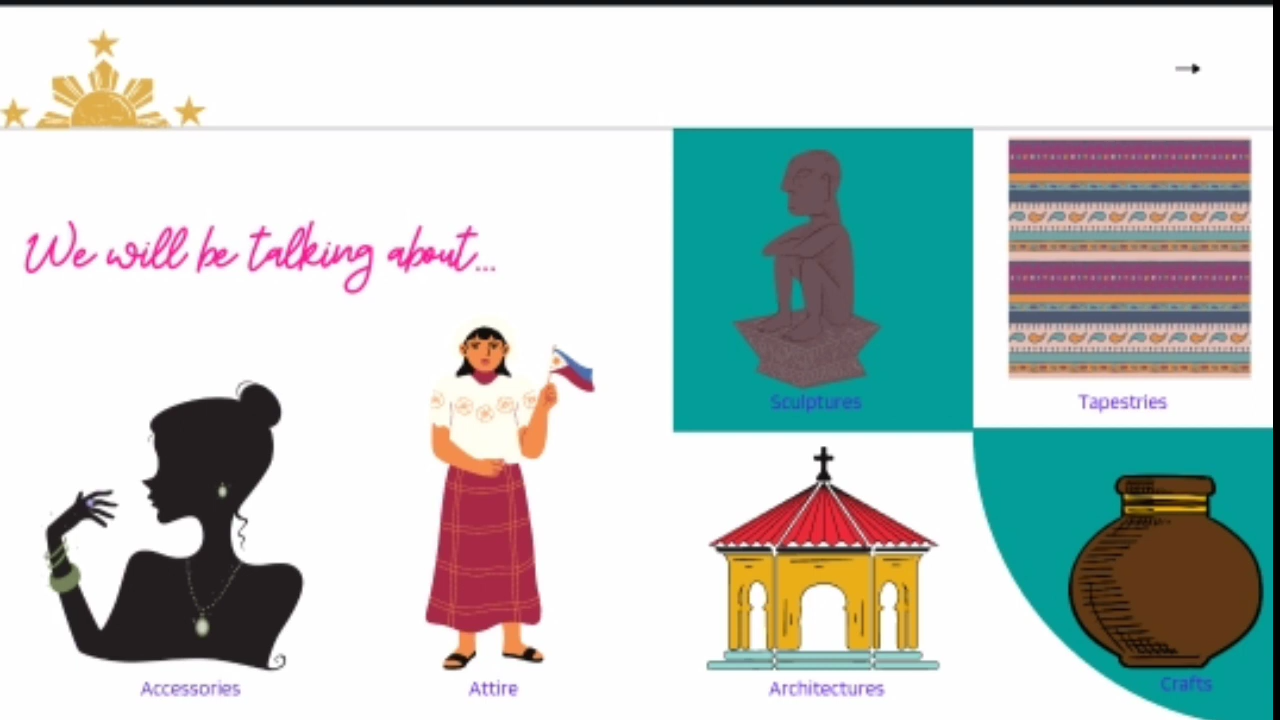 We will be talking about...
Sculptures
Tapestries
Accessories
Attire
Architectures
Crafts